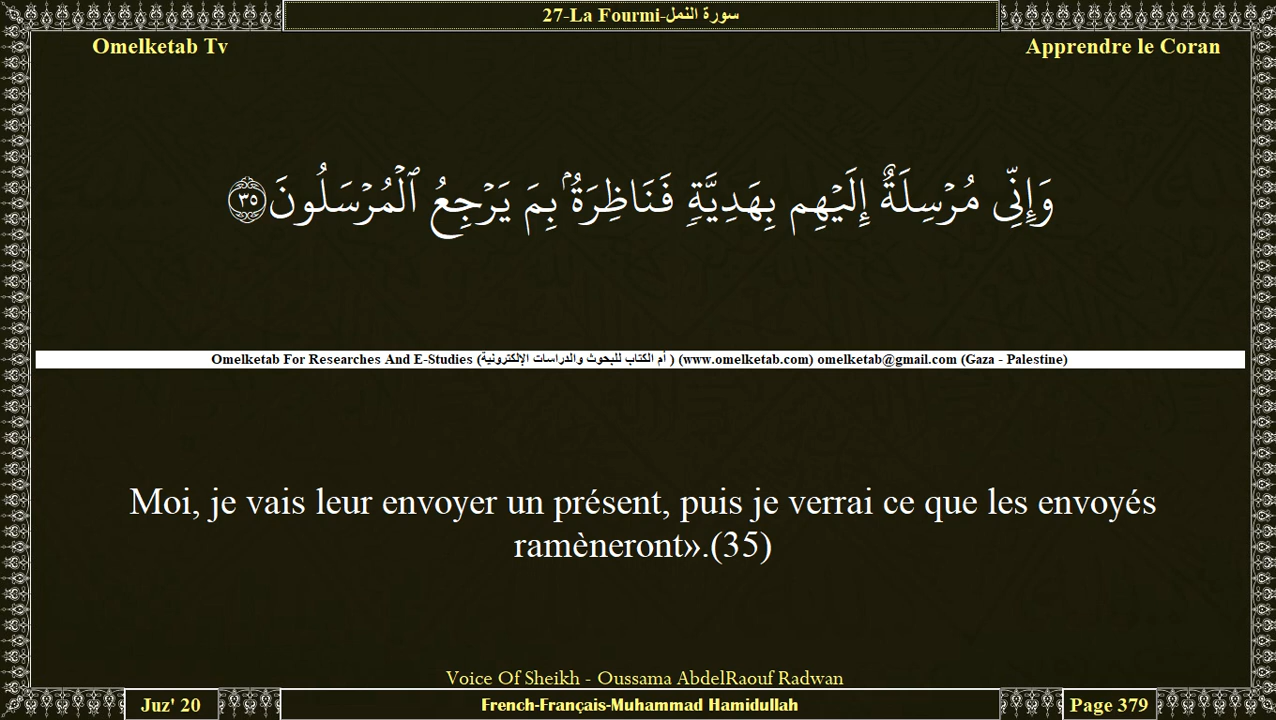 27-La Fourmi-سورة النمل
Omelketab Tv
Apprendre le Coran
وَإِنِّى مُرْسِلَةٌ إِلَيْهِم بِهَدِيَّةٍ فَنَاظِرَةٌۢ بِمَ يَرْجِعُ ٱلْمُرْسَلُونَ ٣٥
Omelketab For Researches And E-Studies (أم الكتاب للبحوث والدراسات الإلكترونية ) (www.omelketab.com) omelketab@gmail.com (Gaza - Palestine)
Moi, je vais leur envoyer un présent, puis je verrai ce que les envoyés
ramèneront».(35)
Voice Of Sheikh - Oussama AbdelRaouf Radwan
Juz' 20
French-Français-Muhammad Hamidullah
Page 379